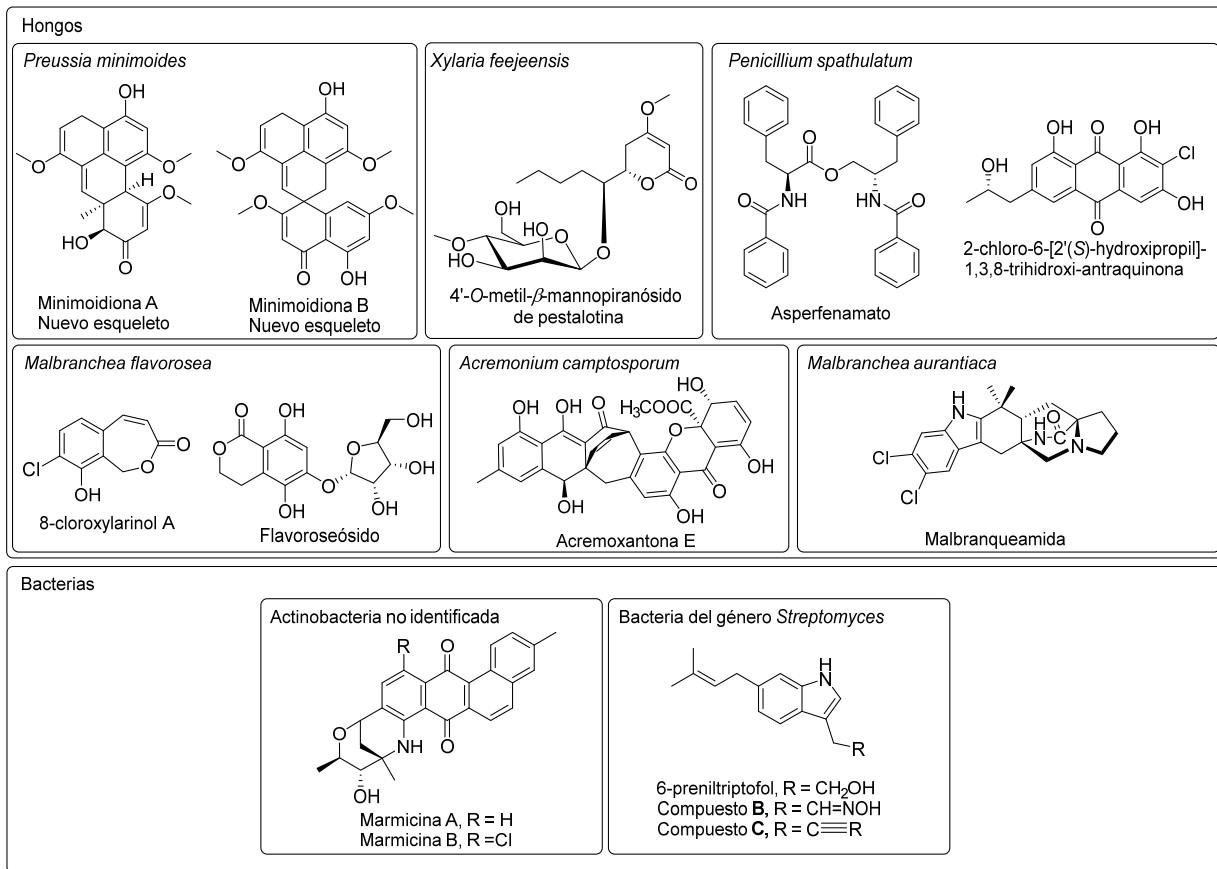 Hongos
Preussia minimoides
OH
O
O
H
O
HO
O
Minimoidiona A
Nuevo esqueleto
OH
O
O
O
O
O
OH
Minimoidiona B
Nuevo esqueleto
Xylaria feejeensis
O
O
O
HO
HO
O
O
HO
O
4'-O-metil-β-mannopiranósido
de pestalotina
Penicillium spathulatum
O
O
NH
HN
O
O
Asperfenamato
OH
O
OH
Cl
OH
OH
O
2-chloro-6-[2'(S)-hydroxipropil]-
1,3,8-trihidroxi-antraquinona
Malbranchea flavorosea
O
O
Cl
OH
8-cloroxylarinol A
O
OH
O
OH
O
OH
O
OH
OH
Flavoroseósido
Acremonium camptosporum
HO
OH
OH
O
H₃COOC
O
OH
O
OH
OH
Acremoxantona E
Malbranchea aurantiaca
H
N
O
H
N
C
N
Cl
Cl
Malbranqueamida
Bacterias
Actinobacteria no identificada
R
O
O
NH
O
OH
Marmicina A, R = H
Marmicina B, R =Cl
Bacteria del género Streptomyces
H
N
R
6-preniltriptofol, R = CH₂OH
Compuesto B, R = CH=NOH
Compuesto C, R = C≡R